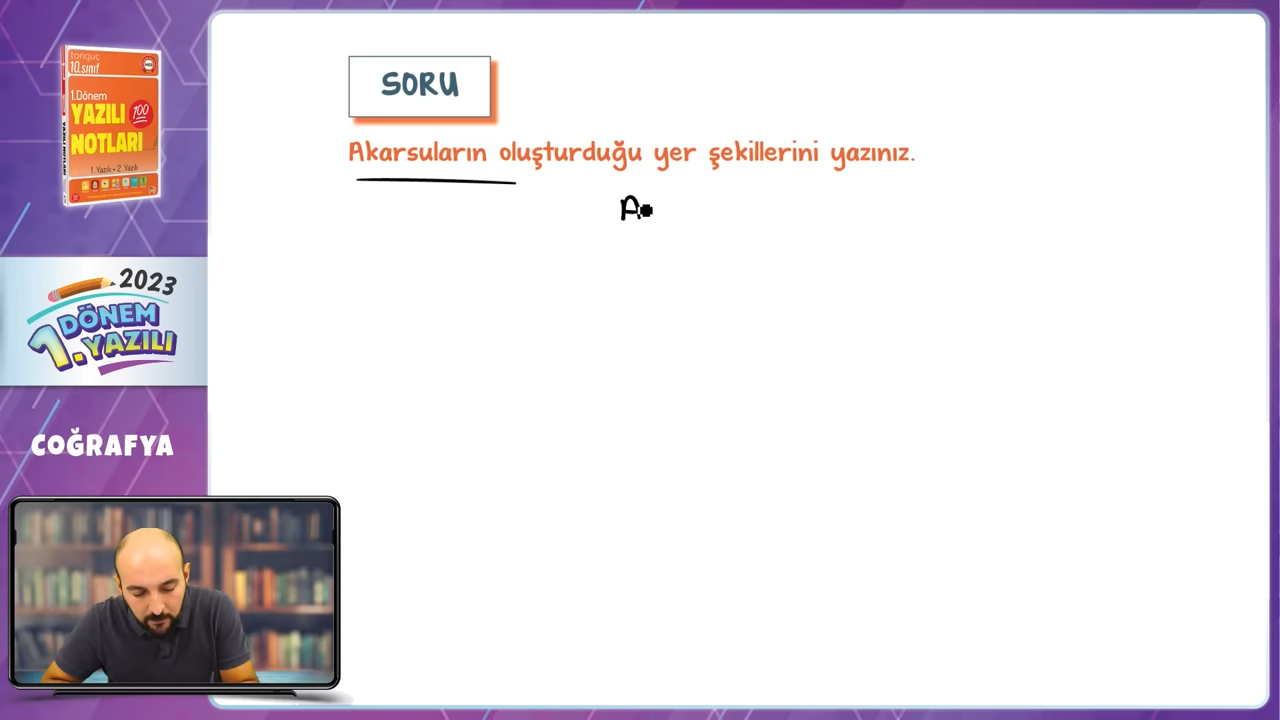 tonguç
10.sınıf
1.Dönem
YAZILI
100
NOTLARI
1.Yazılı • 2.Yazılı
2023
1. DÖNEM
YAZILI
COĞRAFYA
SORU
Akarsuların oluşturduğu yer şekillerini yazınız.
A